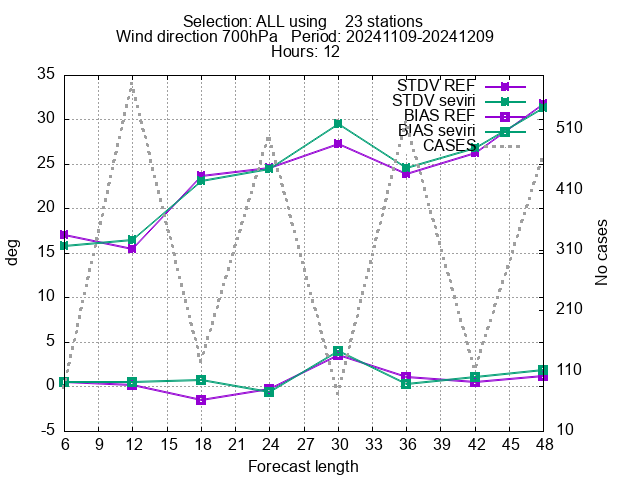 Selection: ALL using    23 stations
Wind direction 700hPa   Period: 20241109-20241209
Hours: 12
35
30
25
20
15
10
5
0
-5
deg
STDV REF
STDV seviri
BIAS REF
BIAS seviri
CASES
510
410
310
210
110
10
No cases
6 9 12 15 18 21 24 27 30 33 36 39 42 45 48
Forecast length